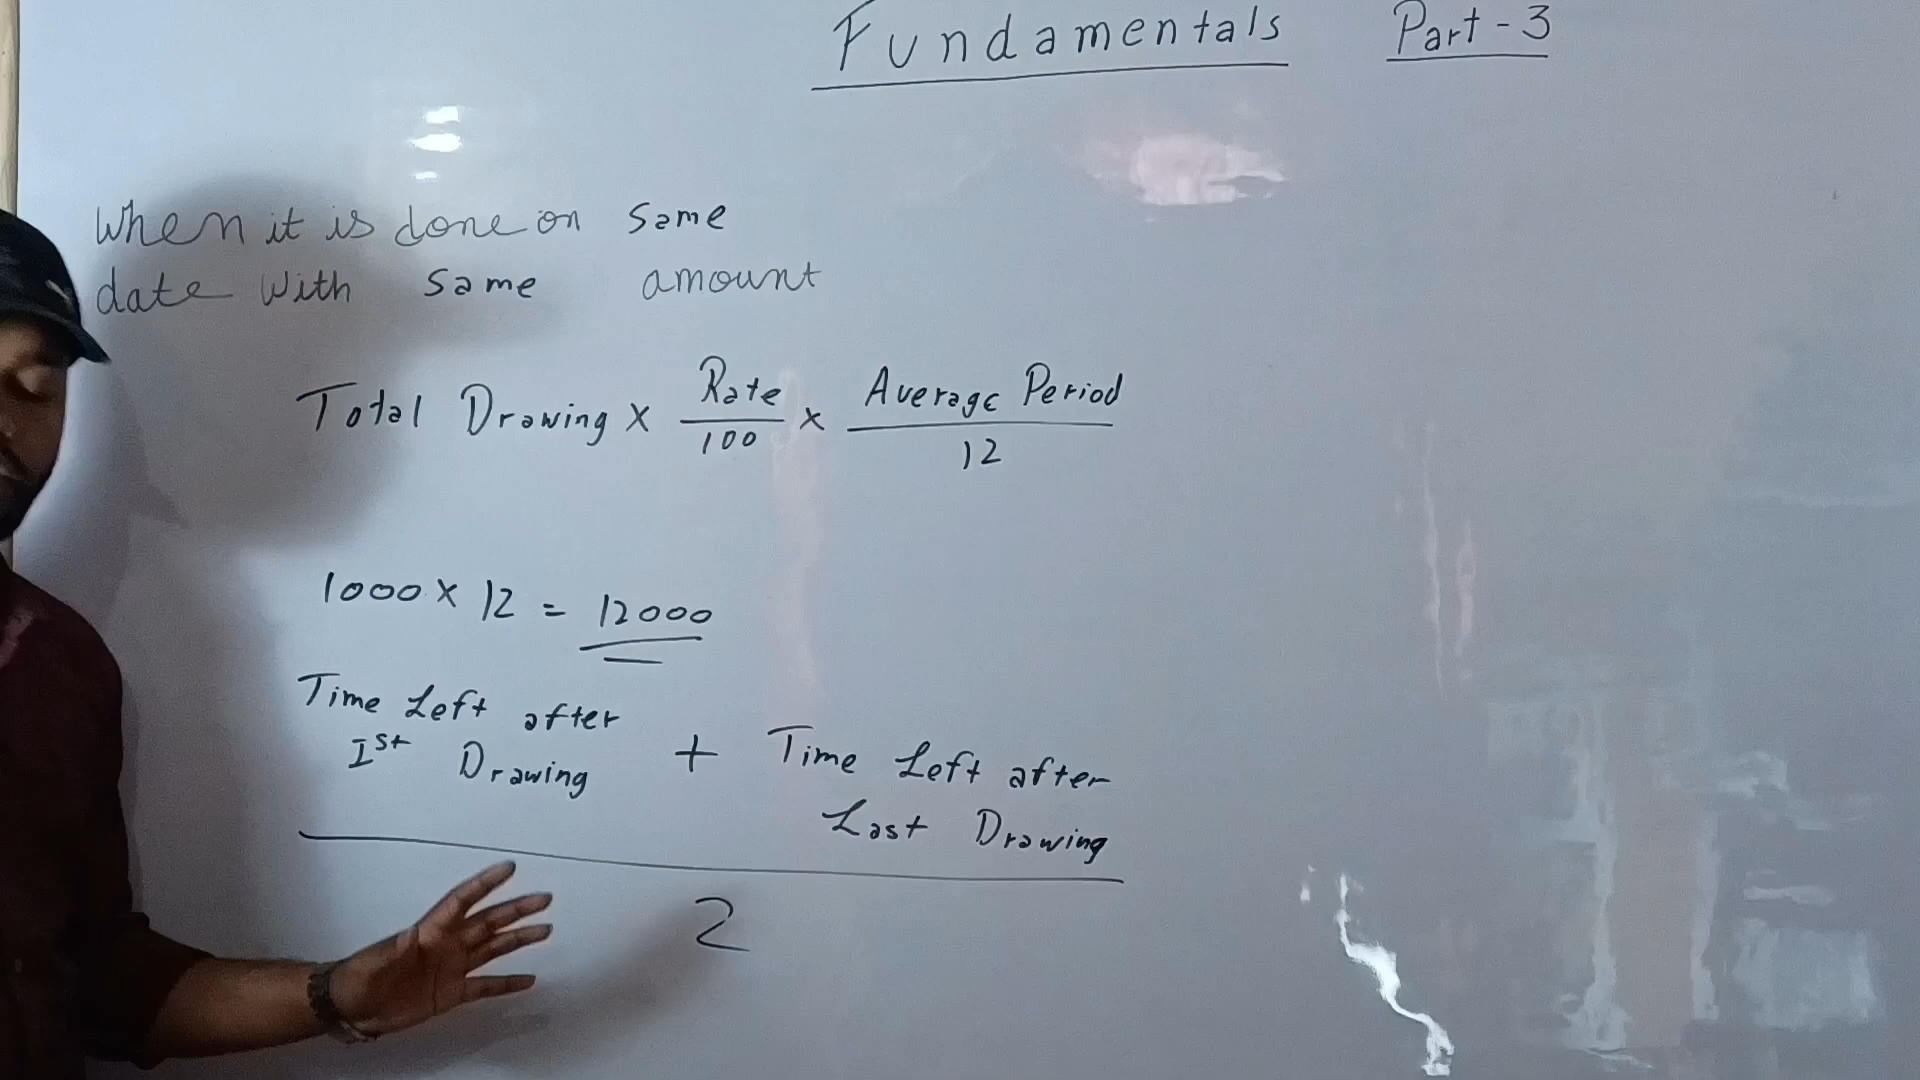 Fundamentals Part-3
When it is done on same
date with same amount
Total Drawing x Rate/100 x Average Period/12
1000 x 12 = 12000
Time Left after
Ist Drawing + Time Left after
Last Drawing
2